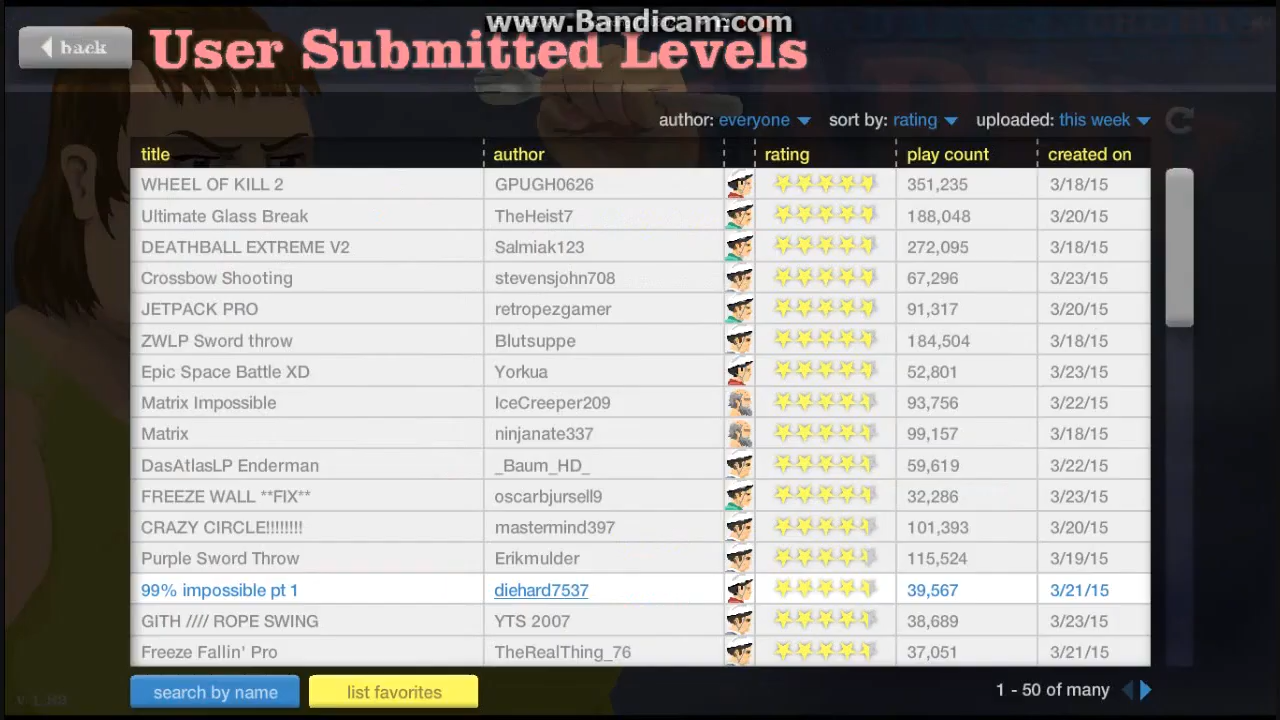 www.Bandicam.com
back
User Submitted Levels
author: everyone sort by: rating uploaded: this week
title author rating play count created on
WHEEL OF KILL 2 GPUGH0626 351,235 3/18/15
Ultimate Glass Break TheHeist7 188,048 3/20/15
DEATHBALL EXTREME V2 Salmiak123 272,095 3/18/15
Crossbow Shooting stevensjohn708 67,296 3/23/15
JETPACK PRO retropezgamer 91,317 3/20/15
ZWLP Sword throw Blutsuppe 184,504 3/18/15
Epic Space Battle XD Yorkua 52,801 3/23/15
Matrix Impossible IceCreeper209 93,756 3/22/15
Matrix ninjanate337 99,157 3/18/15
DasAtlasLP Enderman _Baum_HD_ 59,619 3/22/15
FREEZE WALL **FIX** oscarbjursell9 32,286 3/23/15
CRAZY CIRCLE!!!!!!!! mastermind397 101,393 3/20/15
Purple Sword Throw Erikmulder 115,524 3/19/15
99% impossible pt 1 diehard7537 39,567 3/21/15
GITH //// ROPE SWING YTS 2007 38,689 3/23/15
Freeze Fallin' Pro TheRealThing_76 37,051 3/21/15
search by name list favorites 1 - 50 of many